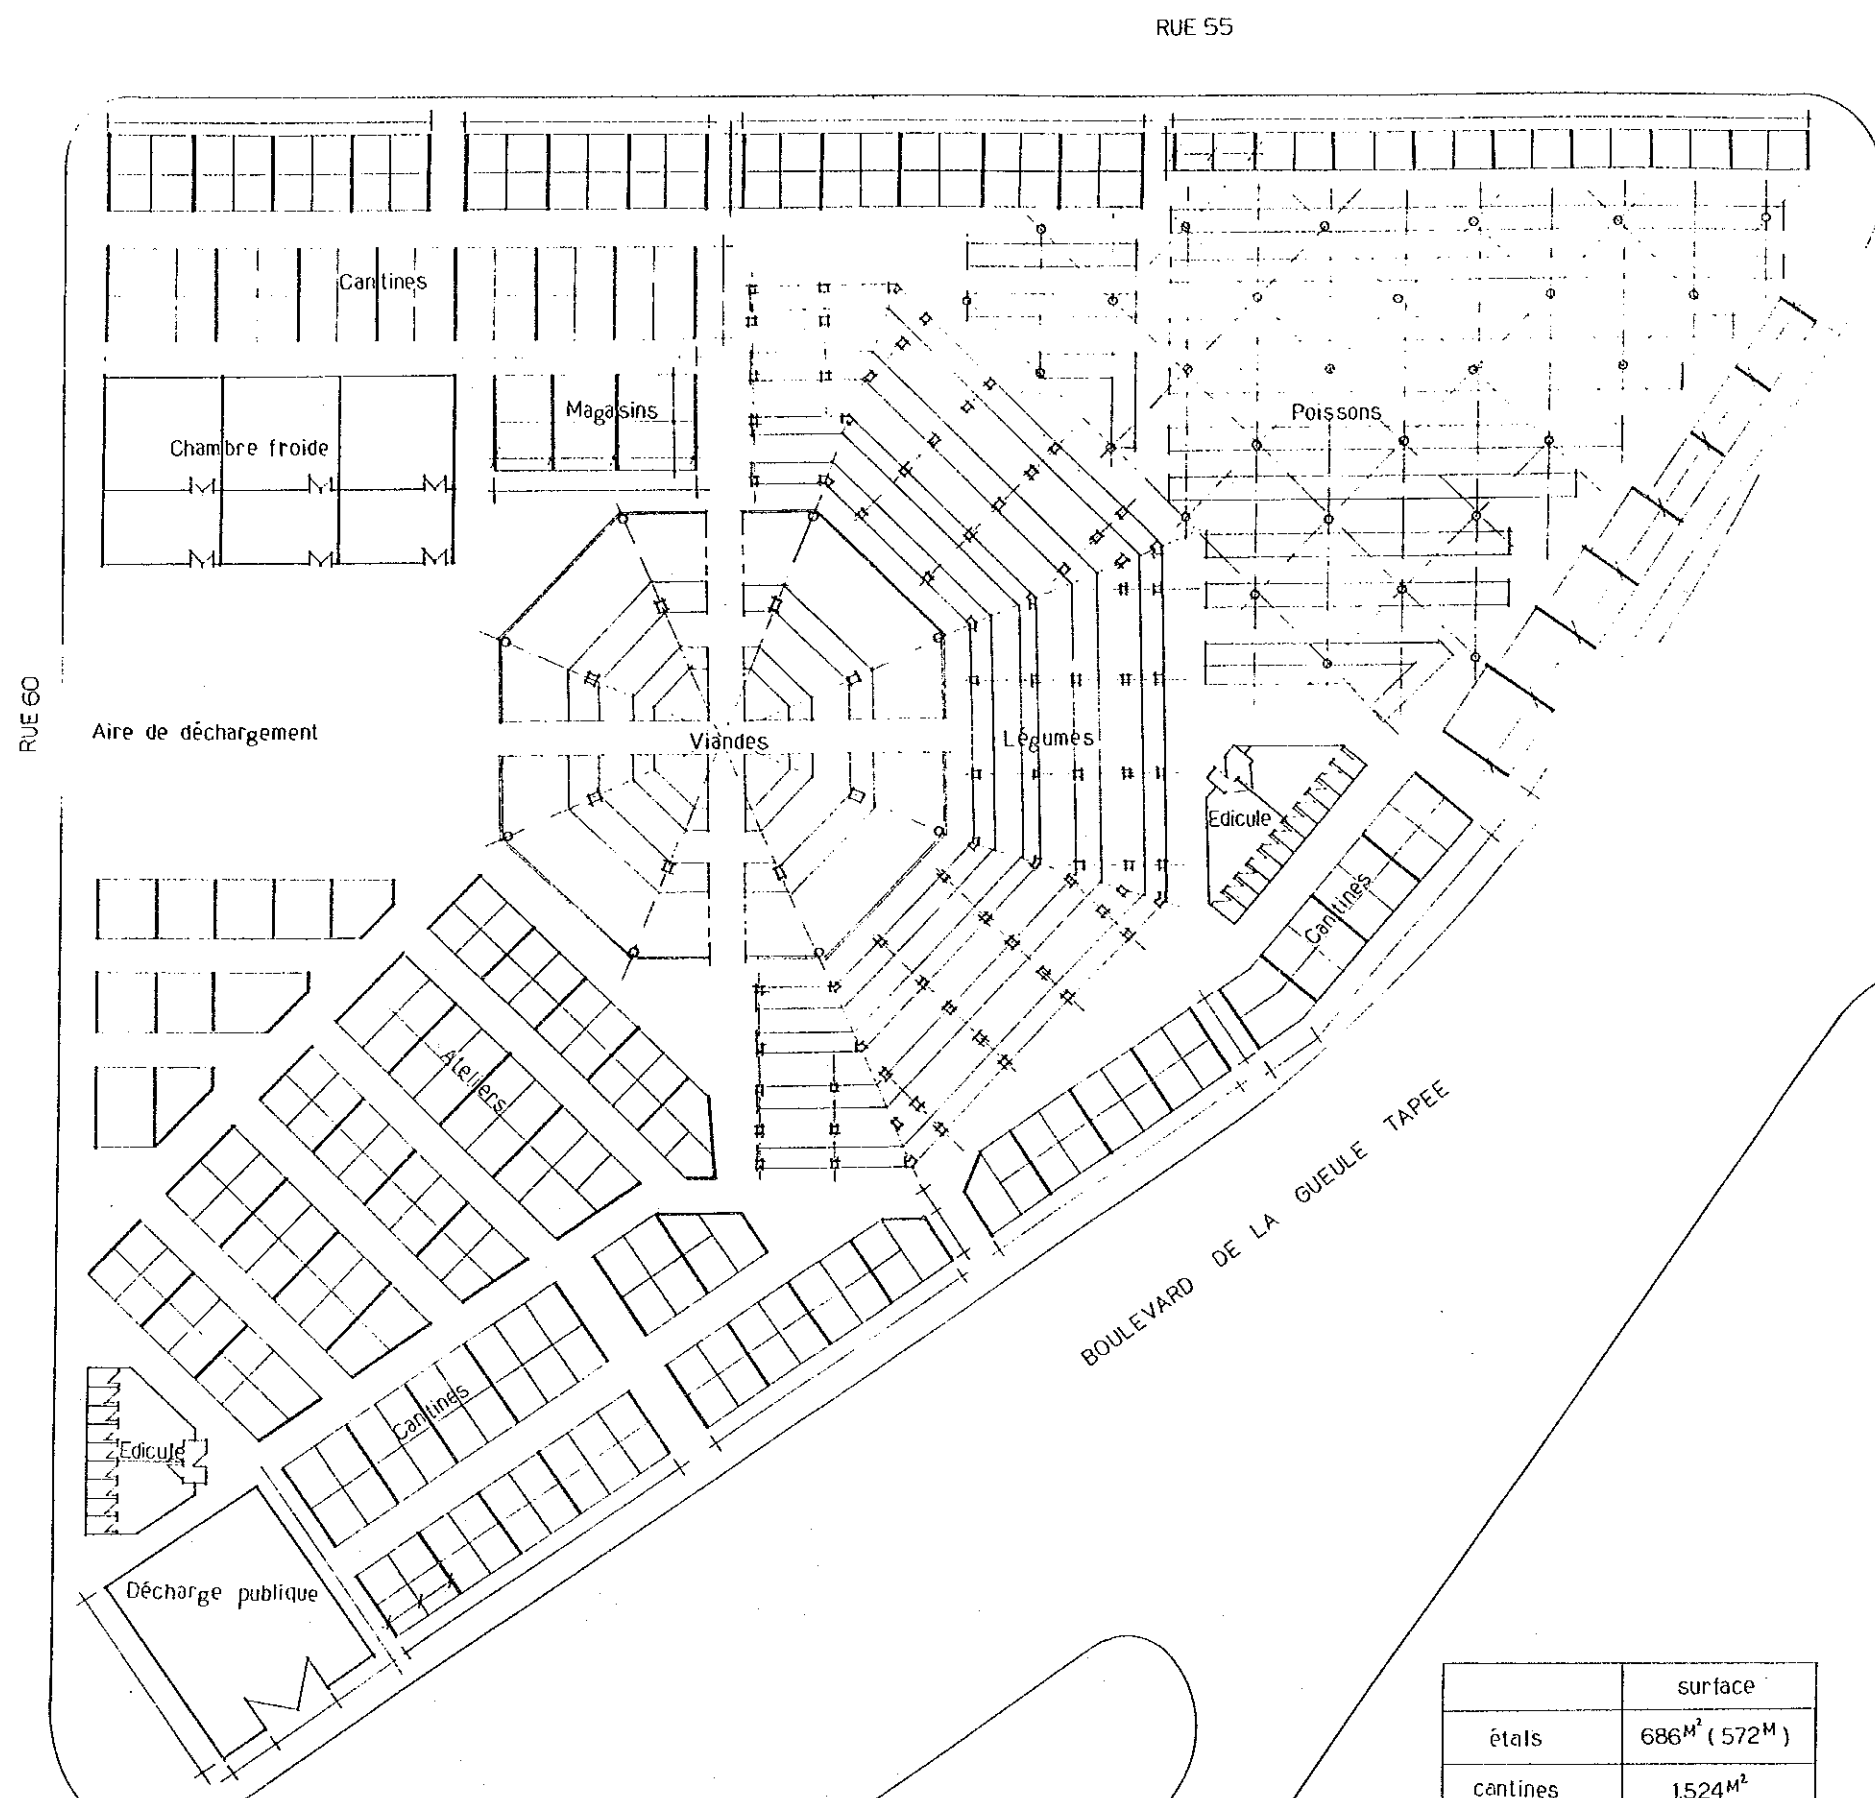 RUE 55
Cantines
Magasins
Poissons
Chambre froide
RUE 60
Aire de déchargement
Viandes
Légumes
Edicule
Cantines
Ateliers
BOULEVARD DE LA GUEULE TAPEE
Cantines
Edicule
Décharge publique
surface
étals 686M² (572M)
cantines 1.524M²